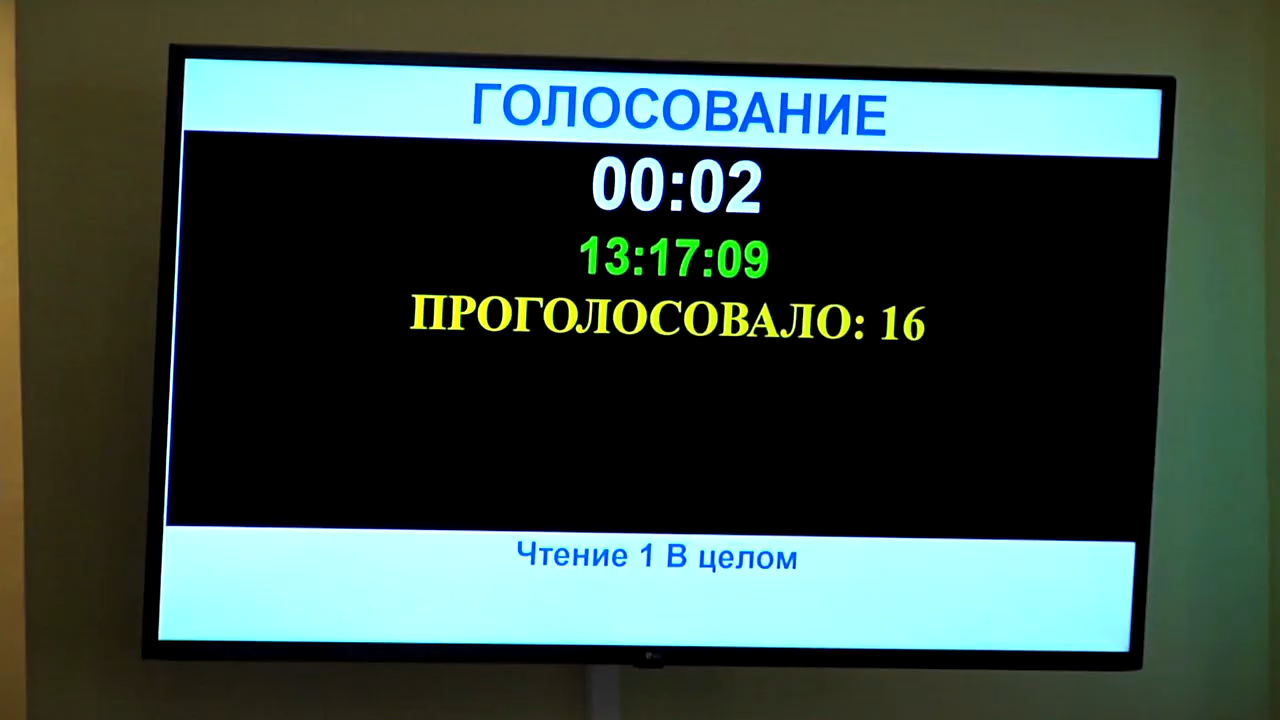 ГОЛОСОВАНИЕ
00:02
13:17:09
ПРОГОЛОСОВАЛО: 16
Чтение 1 В целом